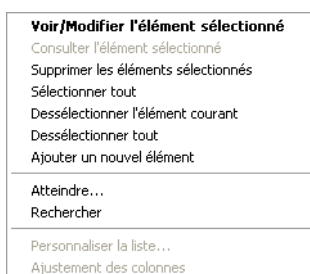 Voir/Modifier l'élément sélectionné
Consulter l'élément sélectionné
Supprimer les éléments sélectionnés
Sélectionner tout
Dessélectionner l'élément courant
Dessélectionner tout
Ajouter un nouvel élément
Atteindre...
Rechercher
Personnaliser la liste...
Ajustement des colonnes